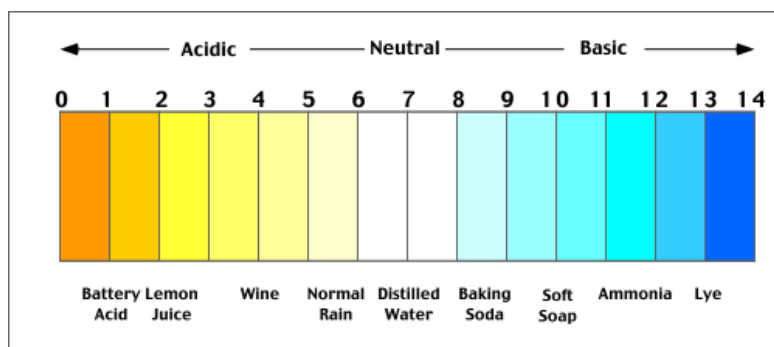 Acidic Neutral Basic
0 1 2 3 4 5 6 7 8 9 10 11 12 13 14
Battery Lemon Wine Normal Distilled Baking Soft Ammonia Lye
Acid Juice Rain Water Soda Soap